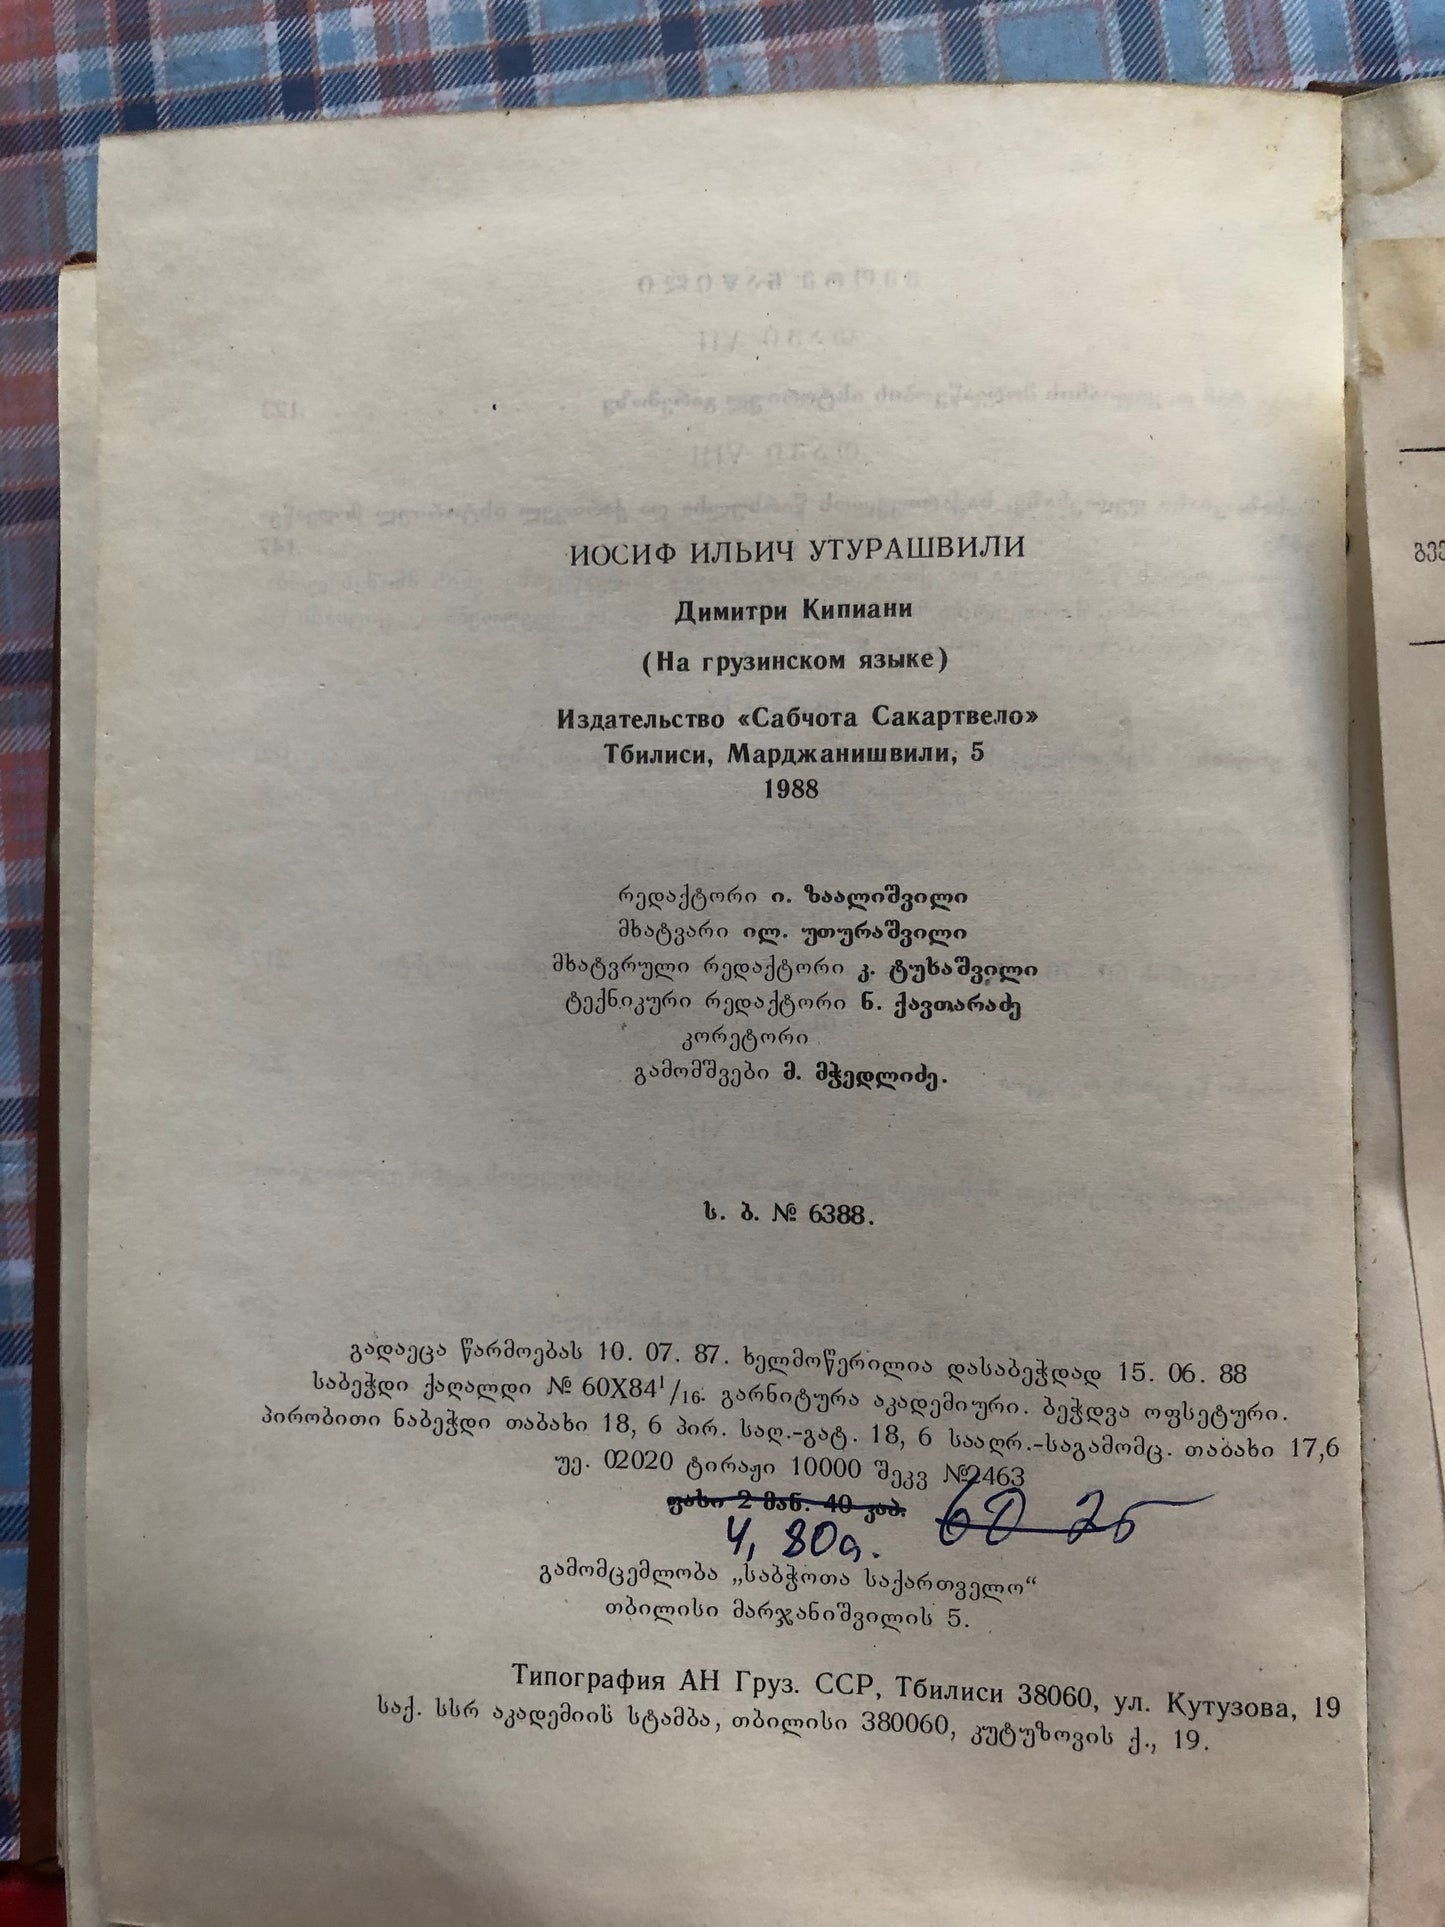 ИОСИФ ИЛЬИЧ УТУРАШВИЛИ
Димитри Кипиани
(На грузинском языке)
Издательство «Сабчота Сакартвело»
Тбилиси, Марджанишвили, 5
1988
რედაქტორი ი. ზაალიშვილი
მხატვარი ილ. უთურაშვილი
მხატვრული რედაქტორი კ. ტუხაშვილი
ტექნიკური რედაქტორი ნ. ქავთარაძე
კორეტორი
გამომშვები მ. მჭედლიძე.
ს. ბ. № 6388.
გადაეცა წარმოებას 10. 07. 87. ხელმოწერილია დასაბეჭდად 15. 06. 88
საბეჭდი ქაღალდი № 60X84¹/₁₆. გარნიტურა აკადემიური. ბეჭდვა ოფსეტური.
პირობითი ნაბეჭდი თაბახი 18, 6 პირ. საღ.-გატ. 18, 6 სააღრ.-საგამომც. თაბახი 17,6
უე. 02020 ტირაჟი 10000 შეკვ №2463
ფასი 2 მან. 40 კაპ.
4, 80
გამომცემლობა „საბჭოთა საქართველო“
თბილისი მარჯანიშვილის 5.
Типография АН Груз. ССР, Тбилиси 38060, ул. Кутузова, 19
საქ. სსრ აკადემიის სტამბა, თბილისი 380060, კუტუზოვის ქ., 19.